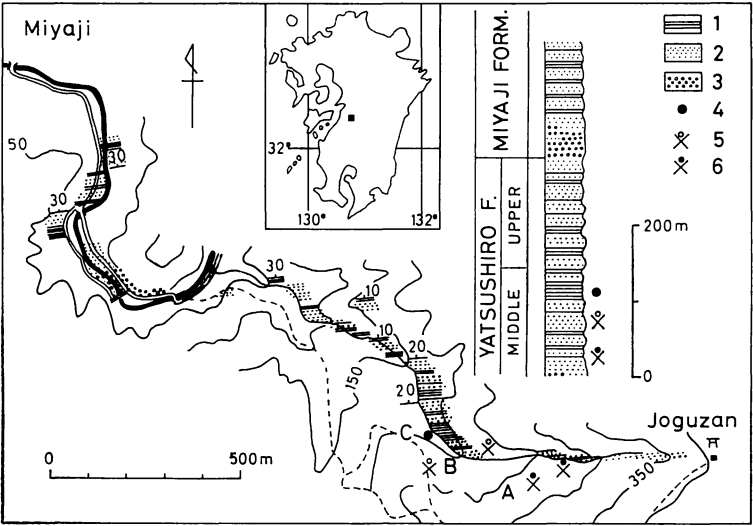 Miyaji
50
30
30
30
10
10
20
20
150
350
C
B
A
Joguzan
0 500m
32°
130° 132°
MIYAJI FORM.
YATSUSHIRO F.
UPPER
MIDDLE
200m
0
1
2
3
4
5
6